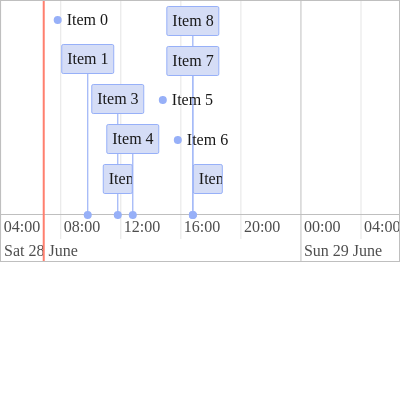 Item 0
Item 8
Item 1
Item 7
Item 3
Item 5
Item 4
Item 6
04:00
08:00
12:00
16:00
20:00
00:00
04:00
Sat 28 June
Sun 29 June